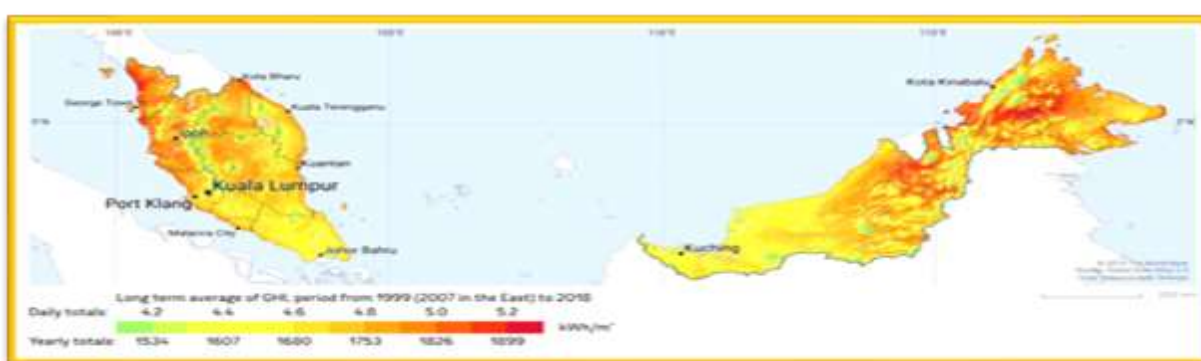 Kota Bharu
Kota Kinabalu
George Town
Kuala Terengganu
Ipoh
Kuantan
Kuala Lumpur
Port Klang
Johor Bahru
Kuching
Long term average of GHI, period from 1999 (2007 in the East) to 2018
Daily totals: 4.2 4.4 4.6 4.8 5.0 5.2
kWh/m²
Yearly totals: 1534 1607 1680 1753 1826 1899